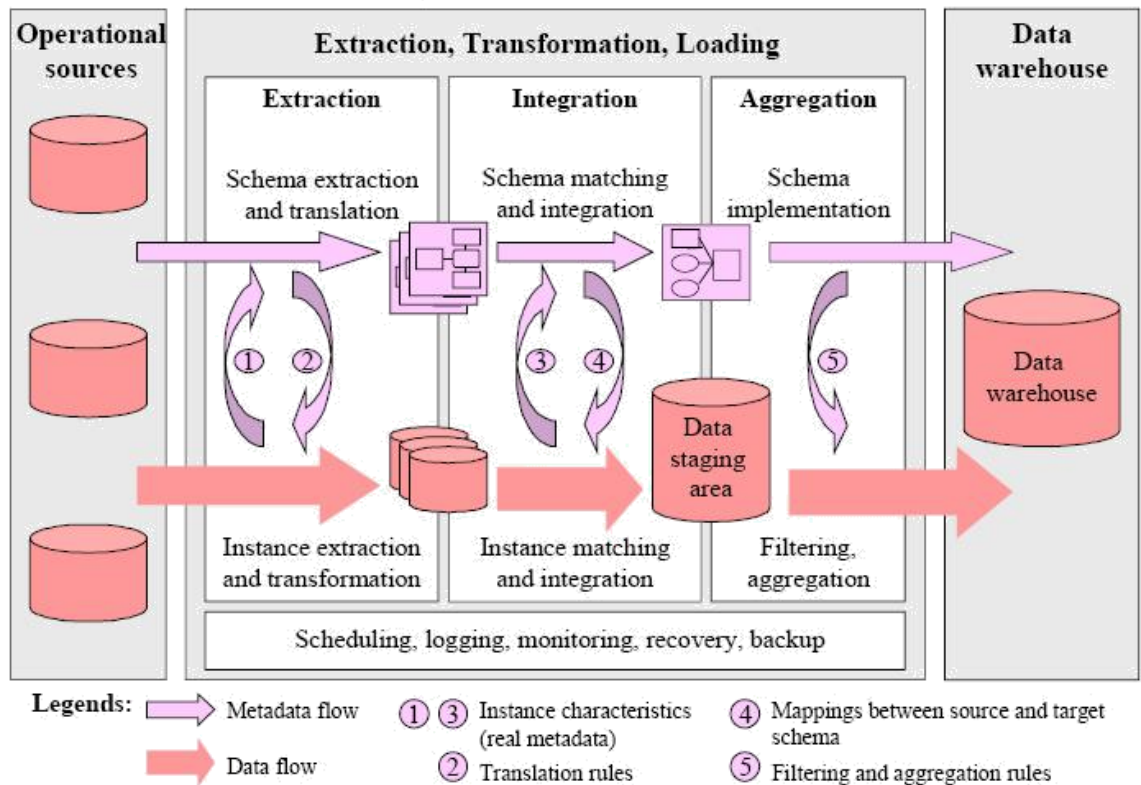 Operational
sources
Extraction, Transformation, Loading
Data
warehouse
Extraction
Integration
Aggregation
Schema extraction
and translation
Schema matching
and integration
Schema
implementation
1
2
3
4
5
Data
warehouse
Data
staging
area
Instance extraction
and transformation
Instance matching
and integration
Filtering,
aggregation
Scheduling, logging, monitoring, recovery, backup
Legends:
Metadata flow
1 3 Instance characteristics
(real metadata)
4 Mappings between source and target
schema
Data flow
2 Translation rules
5 Filtering and aggregation rules